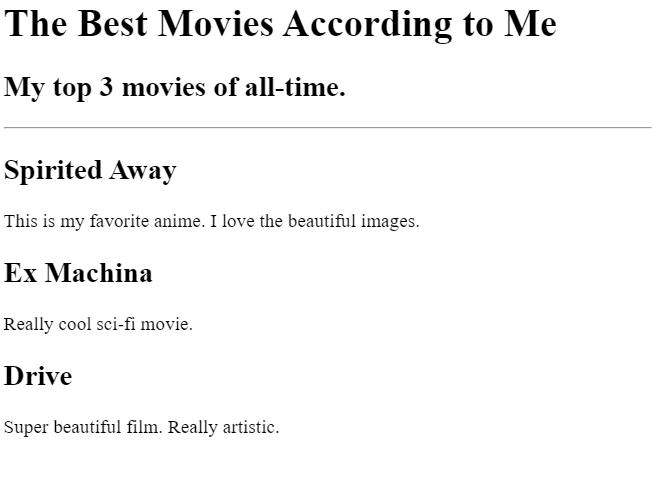 The Best Movies According to Me
My top 3 movies of all-time.
Spirited Away
This is my favorite anime. I love the beautiful images.
Ex Machina
Really cool sci-fi movie.
Drive
Super beautiful film. Really artistic.